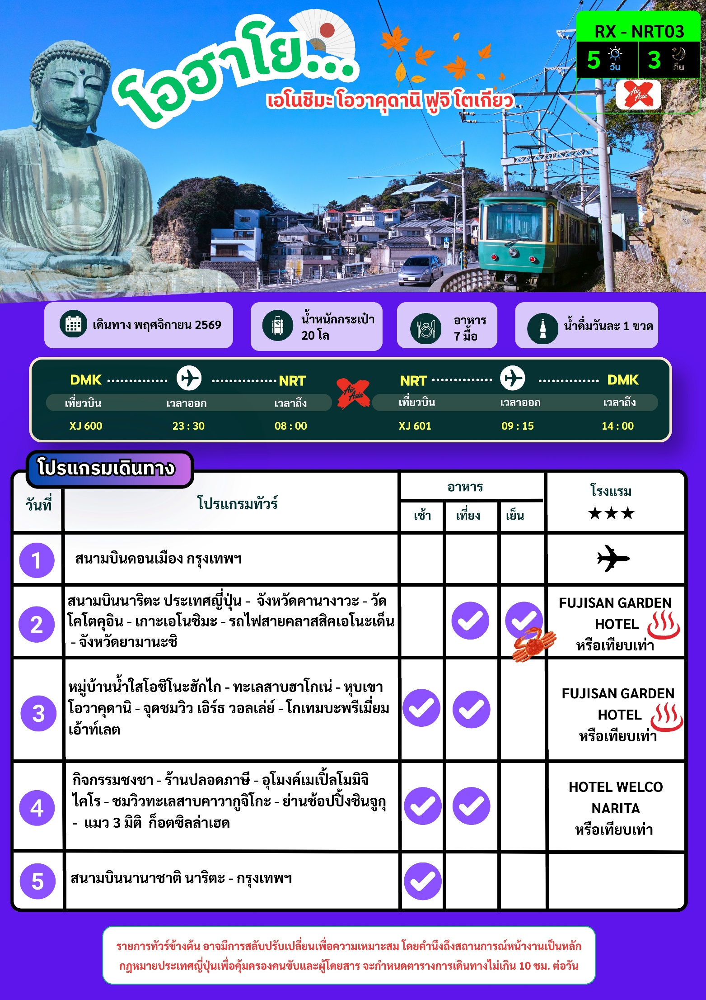 โอฮาโย...
เอโนชิมะ โอวาคุดานิ ฟูจิ โตเกียว
RX - NRT03
5 วัน
3 คืน
Air Asia X
เดินทาง พฤศจิกายน 2569
น้ำหนักกระเป๋า
20 โล
อาหาร
7 มื้อ
น้ำดื่มวันละ 1 ขวด
DMK NRT
เที่ยวบิน เวลาออก เวลาถึง
XJ 600 23 : 30 08 : 00
Air Asia X
NRT DMK
เที่ยวบิน เวลาออก เวลาถึง
XJ 601 09 : 15 14 : 00
โปรแกรมเดินทาง
วันที่ โปรแกรมทัวร์ อาหาร โรงแรม
เช้า เที่ยง เย็น ★★★
1 สนามบินดอนเมือง กรุงเทพฯ
2
สนามบินนาริตะ ประเทศญี่ปุ่น - จังหวัดคานางาวะ - วัด
โคโตคุอิน - เกาะเอโนชิมะ - รถไฟสายคลาสสิคเอโนะเด็น
- จังหวัดยามานะชิ
FUJISAN GARDEN
HOTEL
หรือเทียบเท่า
3
หมู่บ้านน้ำใสโอชิโนะฮักไก - ทะเลสาบฮาโกเน่ - หุบเขา
โอวาคุดานิ - จุดชมวิว เอิร์ธ วอลเล่ย์ - โกเทมบะพรีเมี่ยม
เอ้าท์เลต
FUJISAN GARDEN
HOTEL
หรือเทียบเท่า
4
กิจกรรมชงชา - ร้านปลอดภาษี - อุโมงค์เมเปิ้ลโมมิจิ
ไคโร - ชมวิวทะเลสาบคาวากูจิโกะ - ย่านช้อปปิ้งชินจูกุ
- แมว 3 มิติ ก็อตซิลล่าเฮด
HOTEL WELCO
NARITA
หรือเทียบเท่า
5 สนามบินนานาชาติ นาริตะ - กรุงเทพฯ
รายการทัวร์ข้างต้น อาจมีการสลับปรับเปลี่ยนเพื่อความเหมาะสม โดยคำนึงถึงสถานการณ์หน้างานเป็นหลัก
กฎหมายประเทศญี่ปุ่นเพื่อคุ้มครองคนขับและผู้โดยสาร จะกำหนดตารางการเดินทางไม่เกิน 10 ชม. ต่อวัน